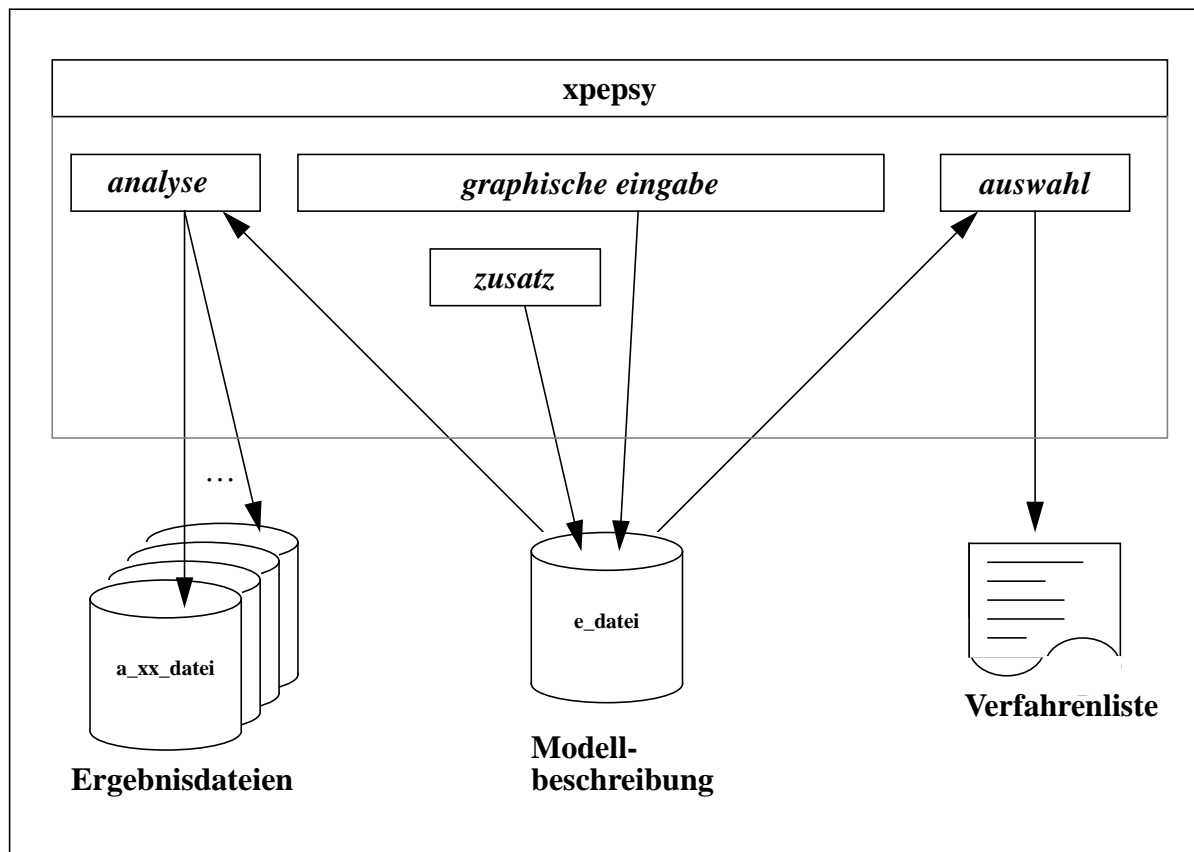 xpepsy
analyse
graphische eingabe
auswahl
zusatz
...
e_datei
a_xx_datei
Verfahrenliste
Modell-
beschreibung
Ergebnisdateien